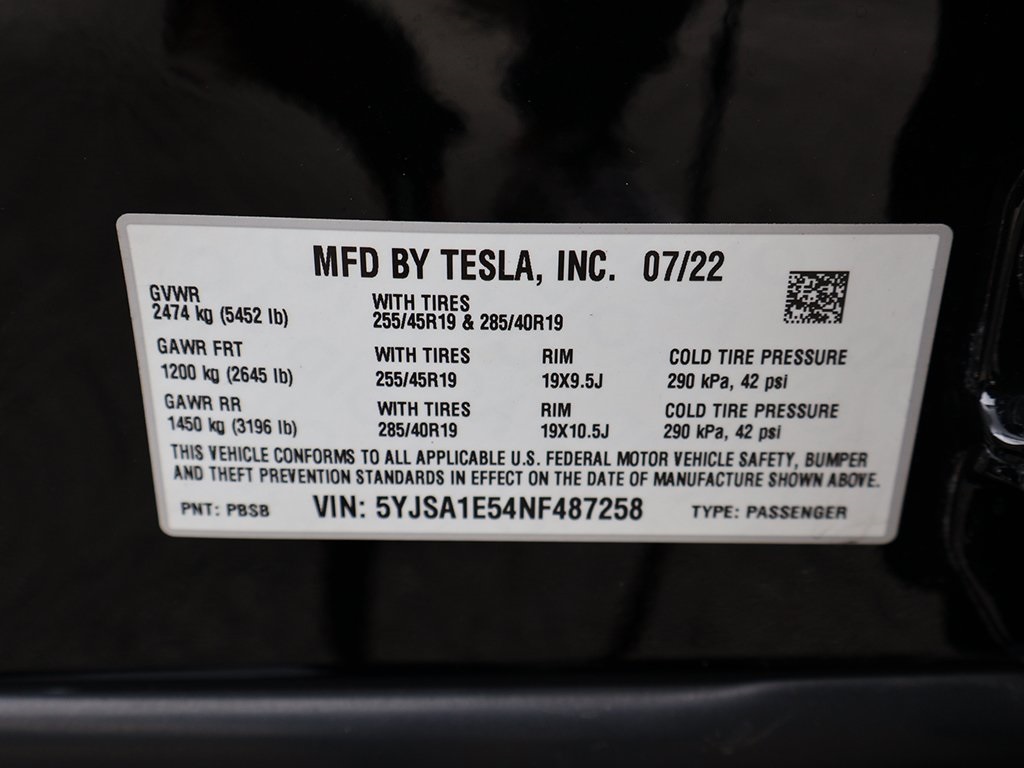 MFD BY TESLA, INC. 07/22
GVWR
2474 kg (5452 lb)
WITH TIRES
255/45R19 & 285/40R19
GAWR FRT
1200 kg (2645 lb)
WITH TIRES
255/45R19
RIM
19X9.5J
COLD TIRE PRESSURE
290 kPa, 42 psi
GAWR RR
1450 kg (3196 lb)
WITH TIRES
285/40R19
RIM
19X10.5J
COLD TIRE PRESSURE
290 kPa, 42 psi
THIS VEHICLE CONFORMS TO ALL APPLICABLE U.S. FEDERAL MOTOR VEHICLE SAFETY, BUMPER
AND THEFT PREVENTION STANDARDS IN EFFECT ON THE DATE OF MANUFACTURE SHOWN ABOVE.
PNT: PBSB VIN: 5YJSA1E54NF487258 TYPE: PASSENGER